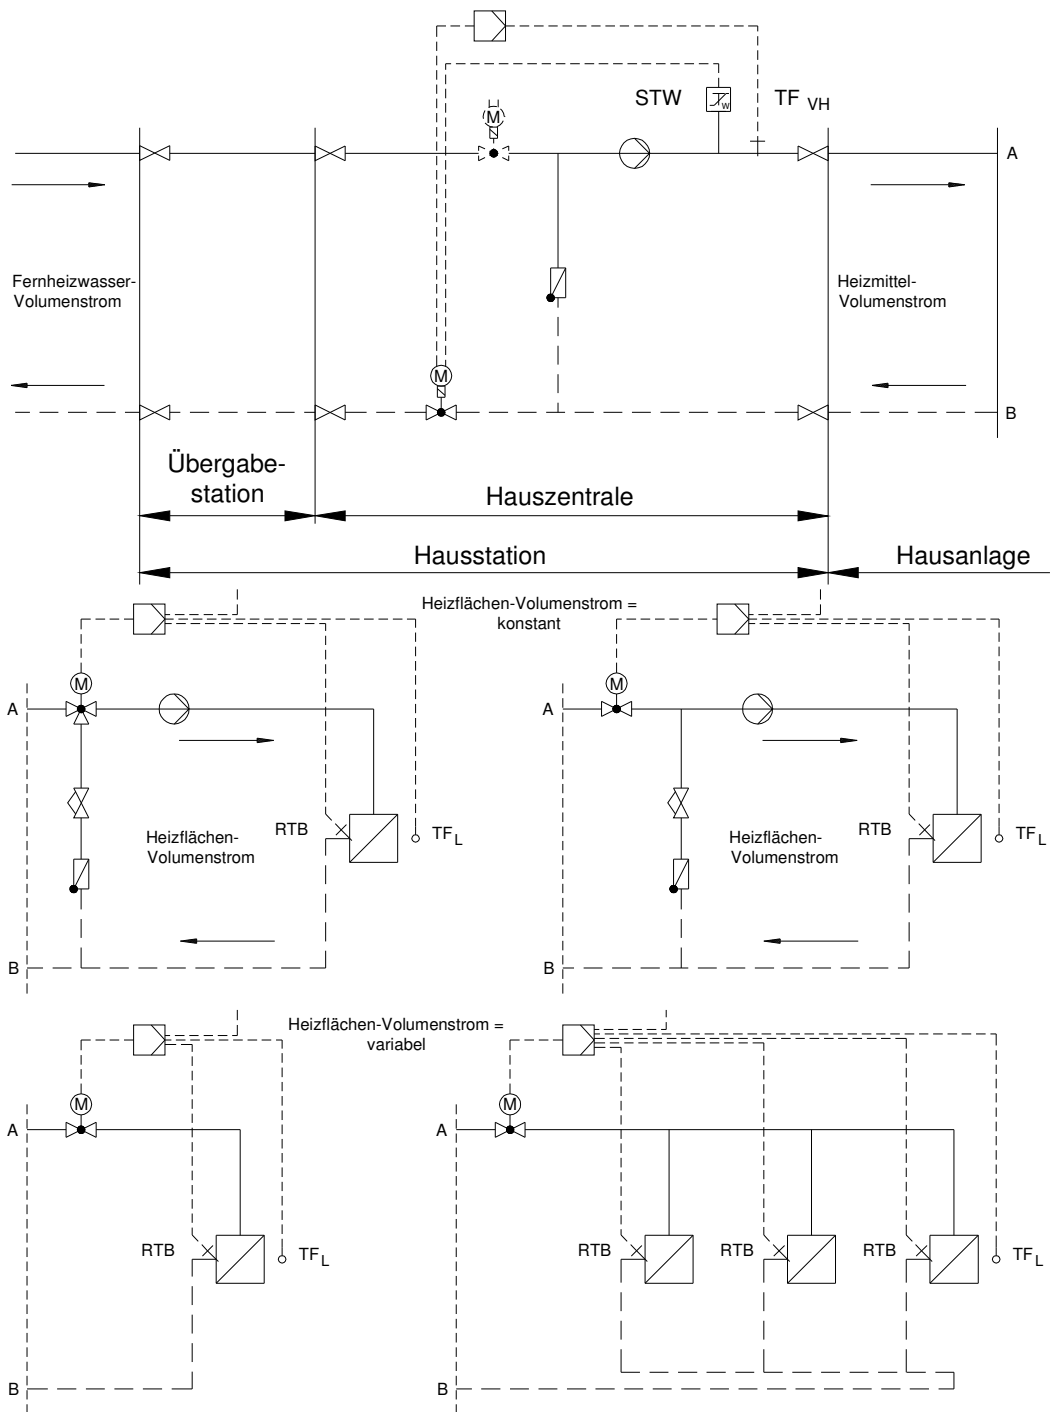 STW
TF VH
M
A
Fernheizwasser-
Volumenstrom
Heizmittel-
Volumenstrom
M
B
Übergabe-
station
Hauszentrale
Hausstation
Hausanlage
Heizflächen-Volumenstrom =
konstant
M
M
A
A
RTB
Heizflächen-
Volumenstrom
TF L
RTB
Heizflächen-
Volumenstrom
TF L
B
B
Heizflächen-Volumenstrom =
variabel
M
M
A
A
RTB
TF L
RTB
RTB
RTB
TF L
B
B
W